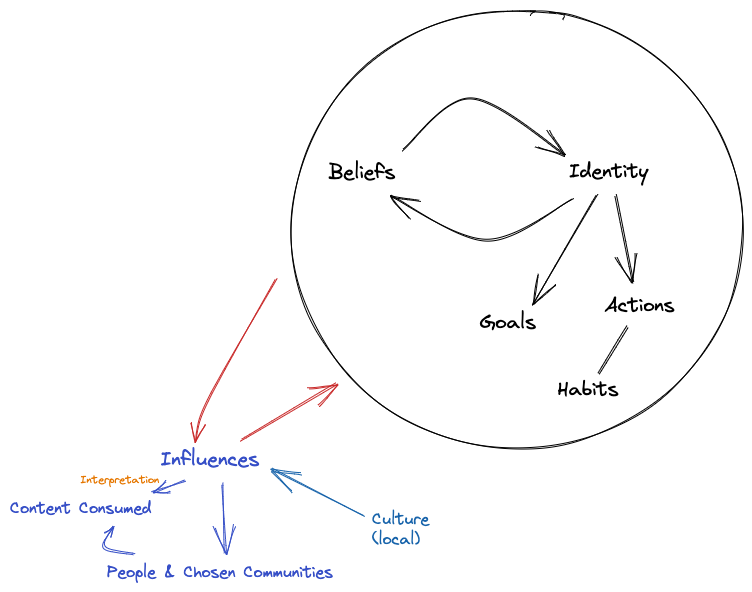 Beliefs
Identity
Goals
Actions
Habits
Influences
Interpretation
Content Consumed
Culture
(local)
People & Chosen Communities